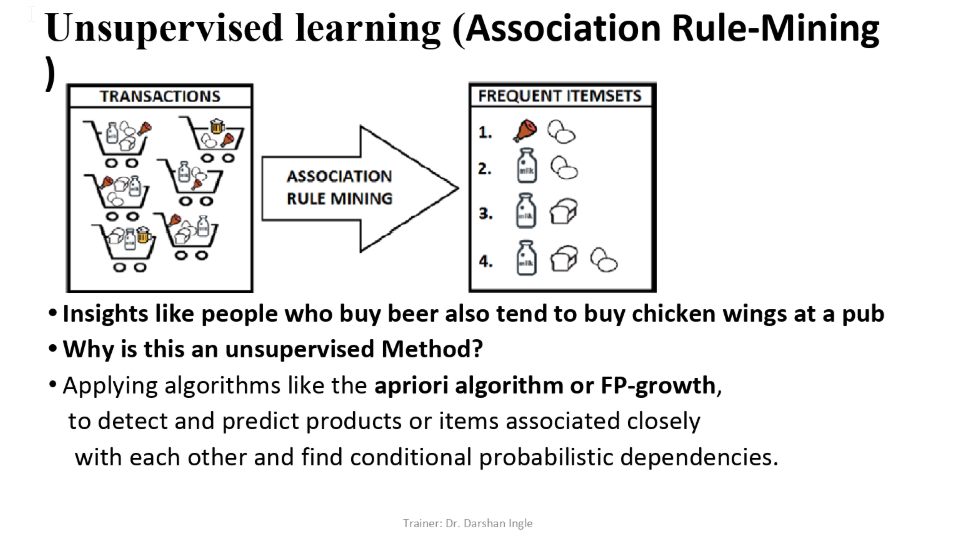 Unsupervised learning (Association Rule-Mining
)
TRANSACTIONS
ASSOCIATION
RULE MINING
FREQUENT ITEMSETS
1.
2.
milk
3.
milk
4.
milk
• Insights like people who buy beer also tend to buy chicken wings at a pub
• Why is this an unsupervised Method?
• Applying algorithms like the apriori algorithm or FP-growth,
to detect and predict products or items associated closely
with each other and find conditional probabilistic dependencies.
Trainer: Dr. Darshan Ingle